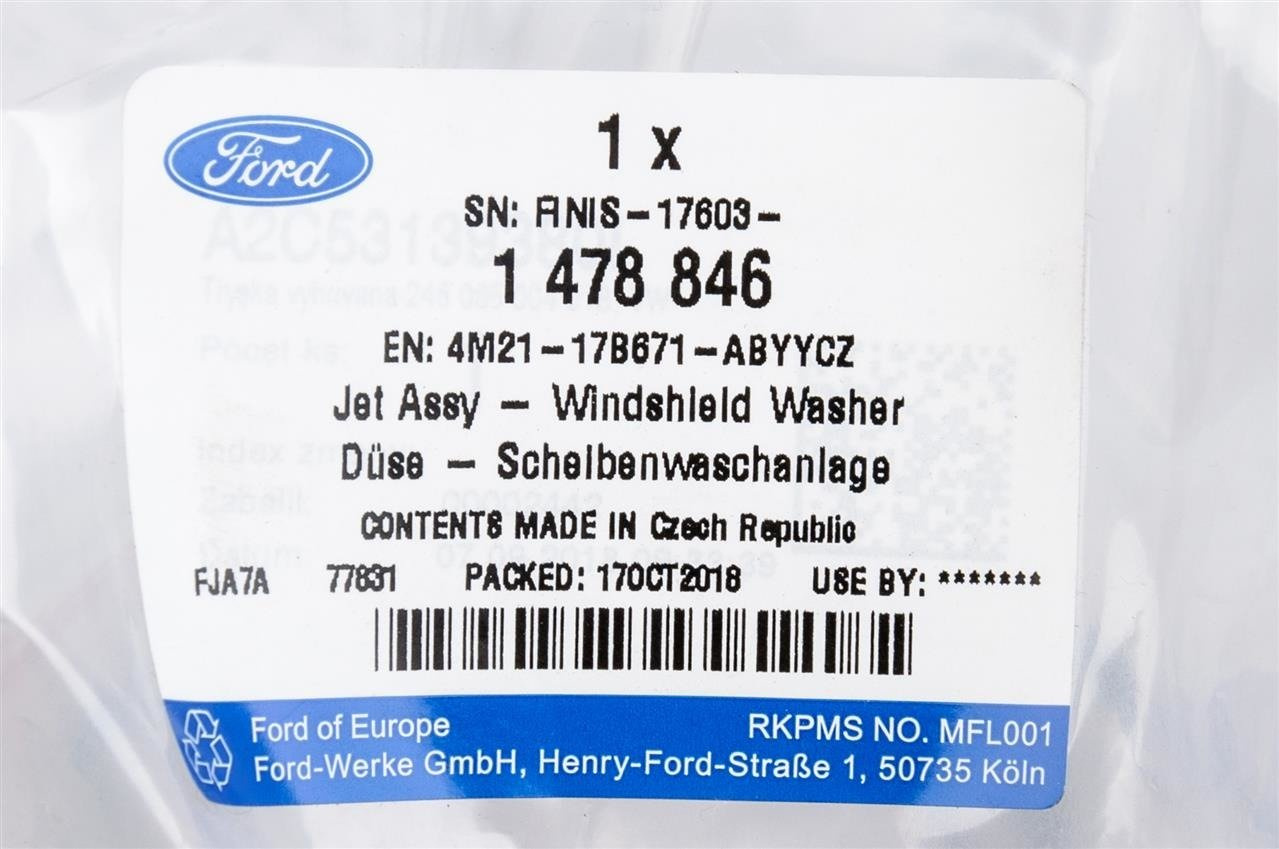 Ford
1 x
SN: FINIS-17603-
1 478 846
EN: 4M21-17B671-ABYYCZ
Jet Assy - Windshield Washer
Düse - Scheibenwaschanlage
CONTENTS MADE IN Czech Republic
FJA7A 77831 PACKED: 17OCT2018 USE BY: *******
Ford of Europe RKPMS NO. MFL001
Ford-Werke GmbH, Henry-Ford-Straße 1, 50735 Köln